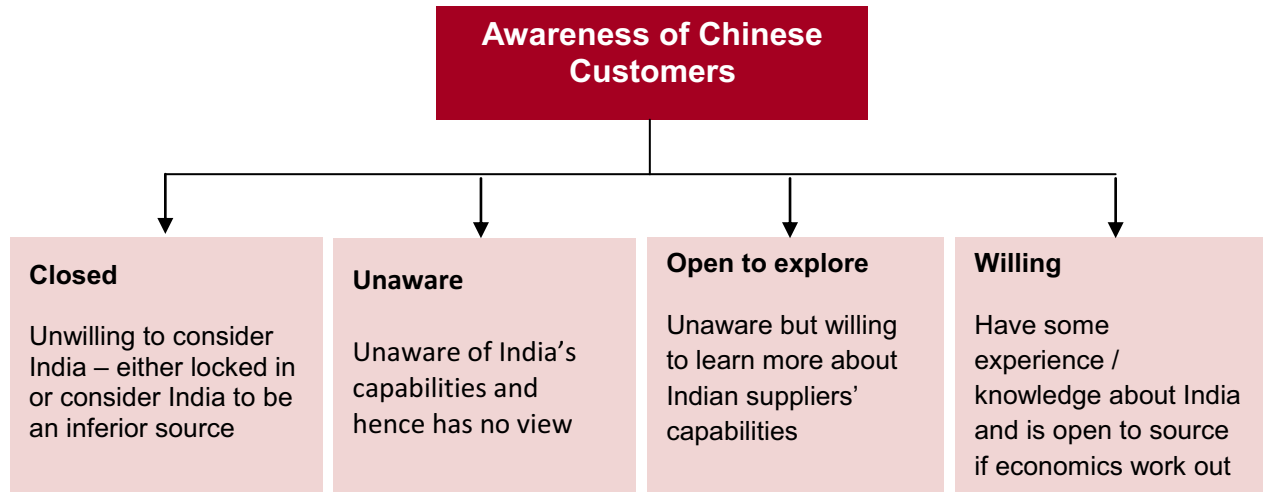 Awareness of Chinese
Customers
Closed
Unwilling to consider
India – either locked in
or consider India to be
an inferior source
Unaware
Unaware of India’s
capabilities and
hence has no view
Open to explore
Unaware but willing
to learn more about
Indian suppliers’
capabilities
Willing
Have some
experience /
knowledge about India
and is open to source
if economics work out